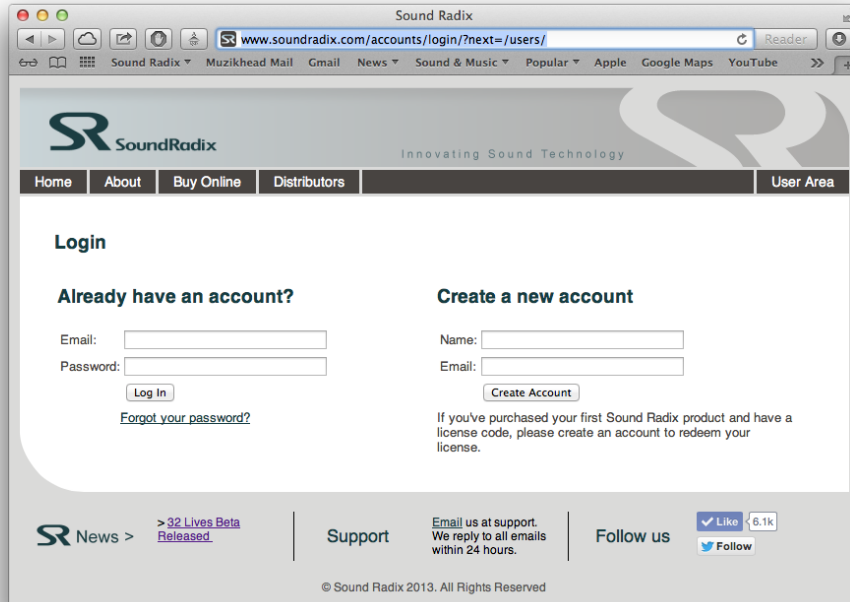 Sound Radix
www.soundradix.com/accounts/login/?next=/users/
Reader
Sound Radix Muzikhead Mail Gmail News Sound & Music Popular Apple Google Maps YouTube
SR SoundRadix
Innovating Sound Technology
Home About Buy Online Distributors User Area
Login
Already have an account?
Email:
Password:
Log In
Forgot your password?
Create a new account
Name:
Email:
Create Account
If you've purchased your first Sound Radix product and have a
license code, please create an account to redeem your
license.
SR News >
> 32 Lives Beta
Released
Support
Email us at support.
We reply to all emails
within 24 hours.
Follow us
Like 6.1k
Follow
© Sound Radix 2013. All Rights Reserved